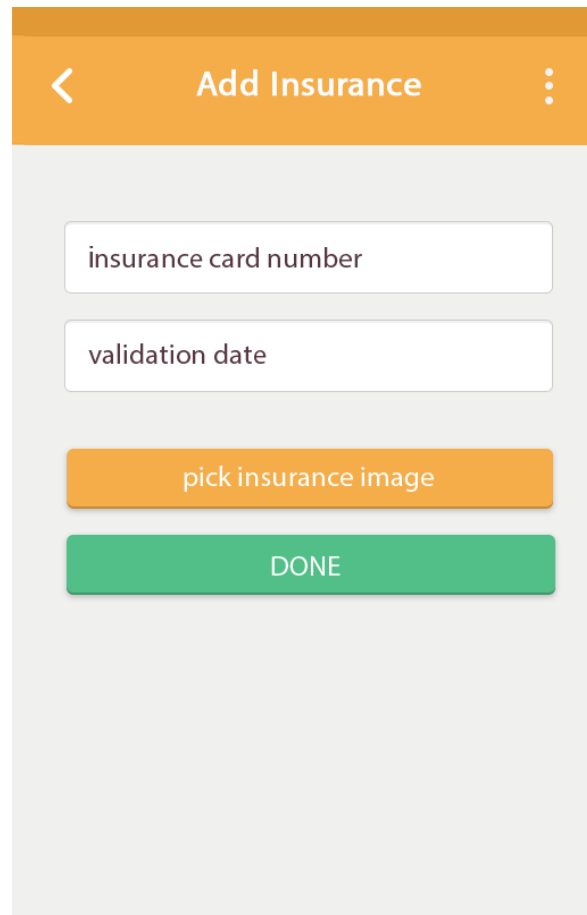 Add Insurance
insurance card number
validation date
pick insurance image
DONE